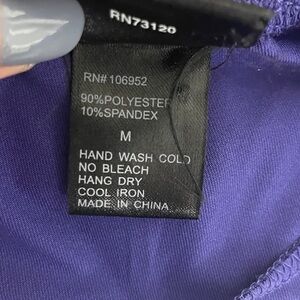 RN73120
RN# 106952
90%POLYESTER
10%SPANDEX
M
HAND WASH COLD
NO BLEACH
HANG DRY
COOL IRON
MADE IN CHINA